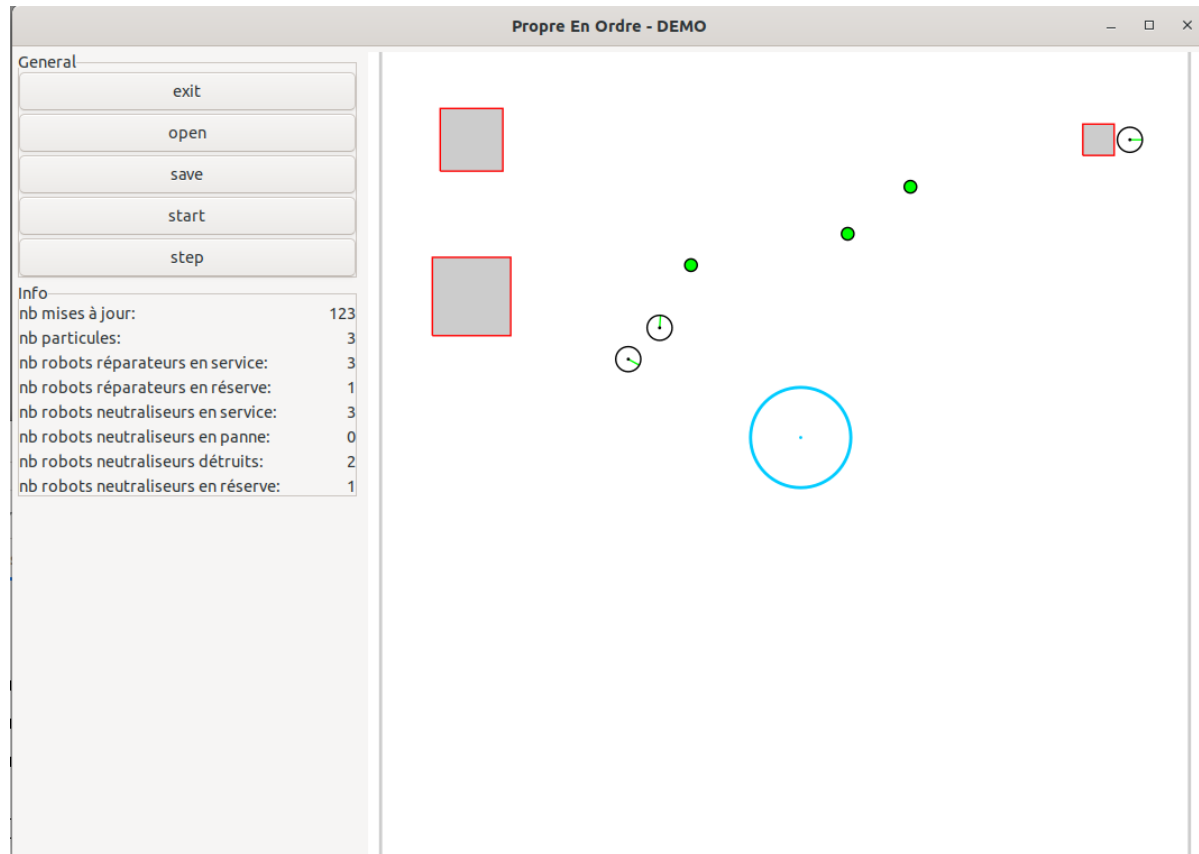 Propre En Ordre - DEMO
General
exit
open
save
start
step
Info
nb mises à jour: 123
nb particules: 3
nb robots réparateurs en service: 3
nb robots réparateurs en réserve: 1
nb robots neutraliseurs en service: 3
nb robots neutraliseurs en panne: 0
nb robots neutraliseurs détruits: 2
nb robots neutraliseurs en réserve: 1